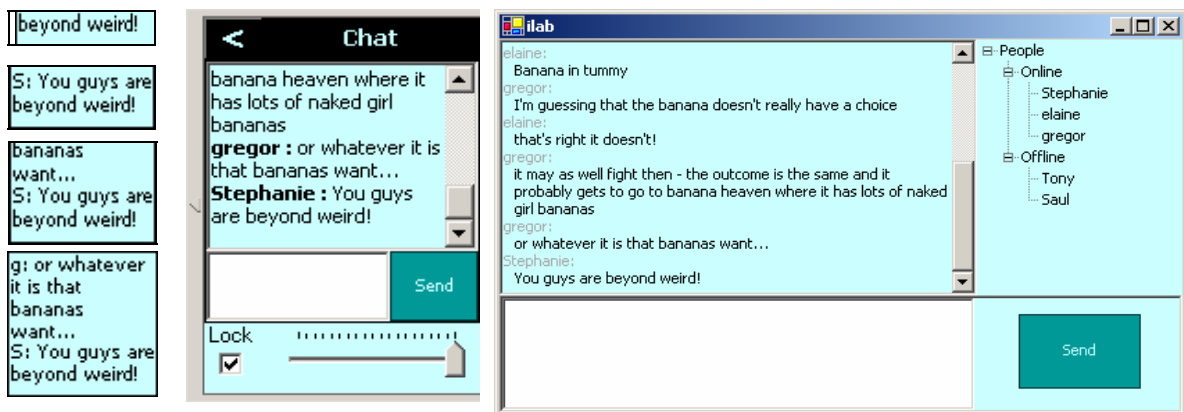 beyond weird!
S: You guys are
beyond weird!
bananas
want...
S: You guys are
beyond weird!
g: or whatever
it is that
bananas
want...
S: You guys are
beyond weird!
< Chat
banana heaven where it
has lots of naked girl
bananas
gregor : or whatever it is
that bananas want...
Stephanie : You guys
are beyond weird!
Send
Lock
ilab
elaine:
Banana in tummy
gregor:
I'm guessing that the banana doesn't really have a choice
elaine:
that's right it doesn't!
gregor:
it may as well fight then - the outcome is the same and it
probably gets to go to banana heaven where it has lots of naked
girl bananas
gregor:
or whatever it is that bananas want...
Stephanie:
You guys are beyond weird!
People
Online
Stephanie
elaine
gregor
Offline
Tony
Saul
Send